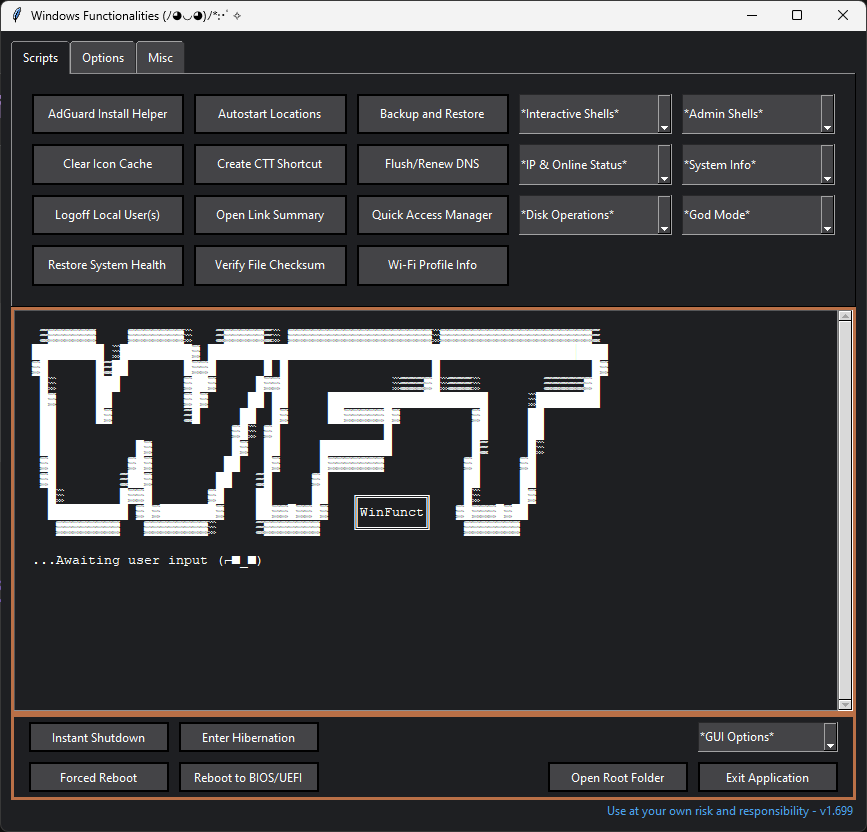 Windows Functionalities (ﾉ◕◡◕)ﾉ*:･ﾟ✧
Scripts Options Misc
AdGuard Install Helper Autostart Locations Backup and Restore *Interactive Shells* *Admin Shells*
Clear Icon Cache Create CTT Shortcut Flush/Renew DNS *IP & Online Status* *System Info*
Logoff Local User(s) Open Link Summary Quick Access Manager *Disk Operations* *God Mode*
Restore System Health Verify File Checksum Wi-Fi Profile Info
WinFunct
...Awaiting user input (⌐■_■)
Instant Shutdown Enter Hibernation *GUI Options*
Forced Reboot Reboot to BIOS/UEFI Open Root Folder Exit Application
Use at your own risk and responsibility - v1.699